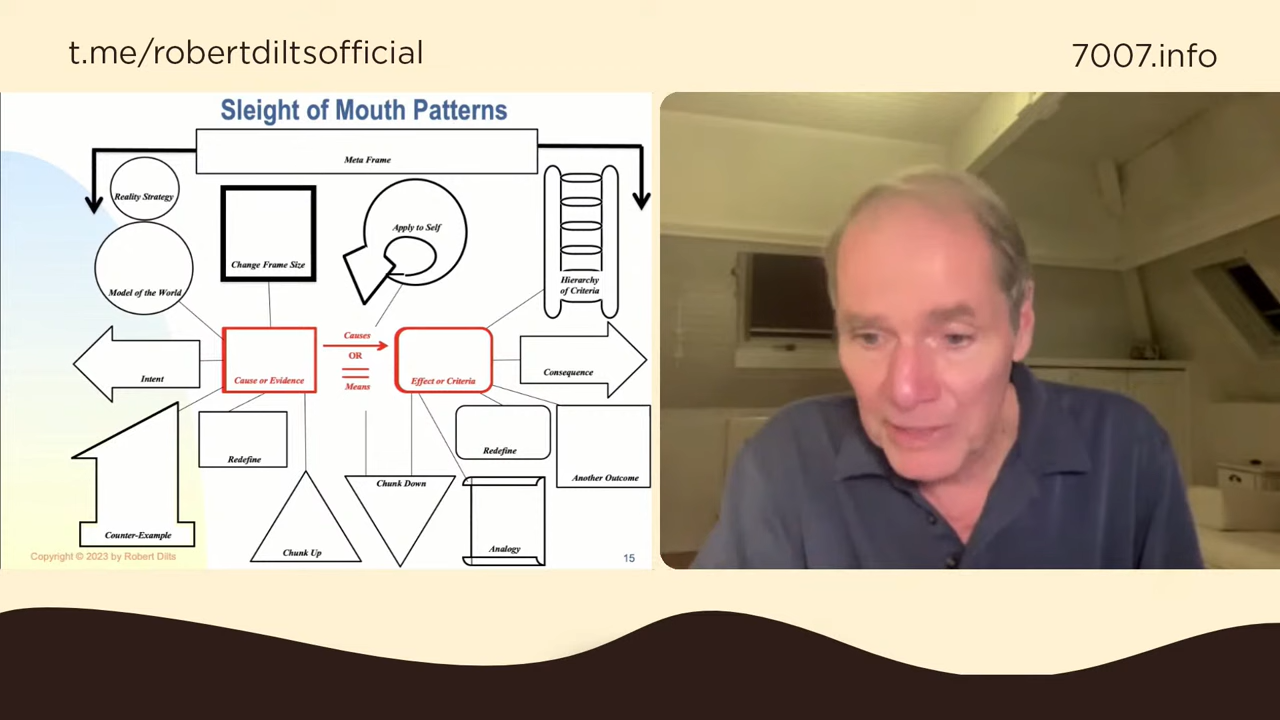 t.me/robertdiltsofficial
7007.info
Sleight of Mouth Patterns
Meta Frame
Reality Strategy
Change Frame Size
Apply to Self
Hierarchy
of Criteria
Model of the World
Causes
OR
Means
Intent
Cause or Evidence
Effect or Criteria
Consequence
Redefine
Redefine
Another Outcome
Chunk Down
Counter-Example
Chunk Up
Analogy
Copyright © 2023 by Robert Dilts
15